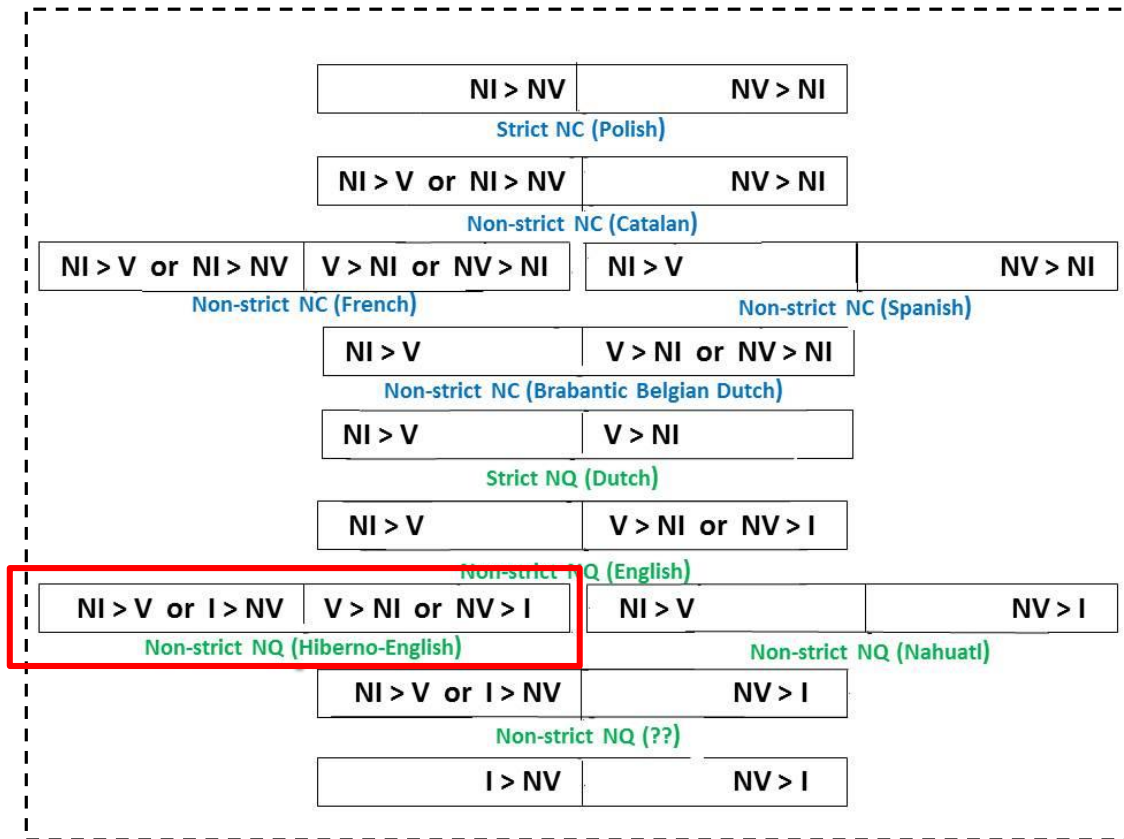 NI > NV NV > NI
Strict NC (Polish)
NI > V or NI > NV NV > NI
Non-strict NC (Catalan)
NI > V or NI > NV V > NI or NV > NI NI > V NV > NI
Non-strict NC (French) Non-strict NC (Spanish)
NI > V V > NI or NV > NI
Non-strict NC (Brabantic Belgian Dutch)
NI > V V > NI
Strict NQ (Dutch)
NI > V V > NI or NV > I
Non-strict NQ (English)
NI > V or I > NV V > NI or NV > I NI > V NV > I
Non-strict NQ (Hiberno-English) Non-strict NQ (Nahuatl)
NI > V or I > NV NV > I
Non-strict NQ (??)
I > NV NV > I